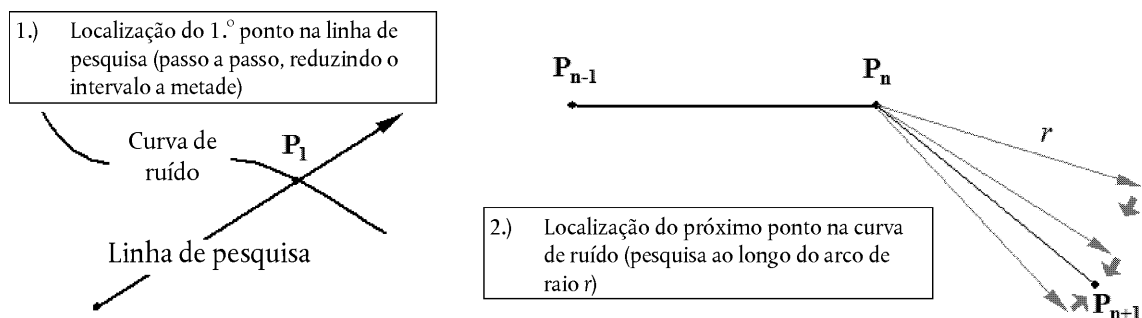 1.) Localização do 1.º ponto na linha de
pesquisa (passo a passo, reduzindo o
intervalo a metade)
Curva de
ruído
P1
Linha de pesquisa
Pn-1
Pn
r
2.) Localização do próximo ponto na curva
de ruído (pesquisa ao longo do arco de
raio r)
Pn+1